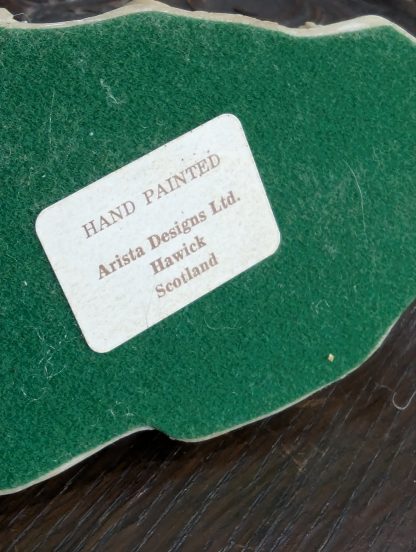 HAND PAINTED
Arista Designs Ltd.
Hawick
Scotland